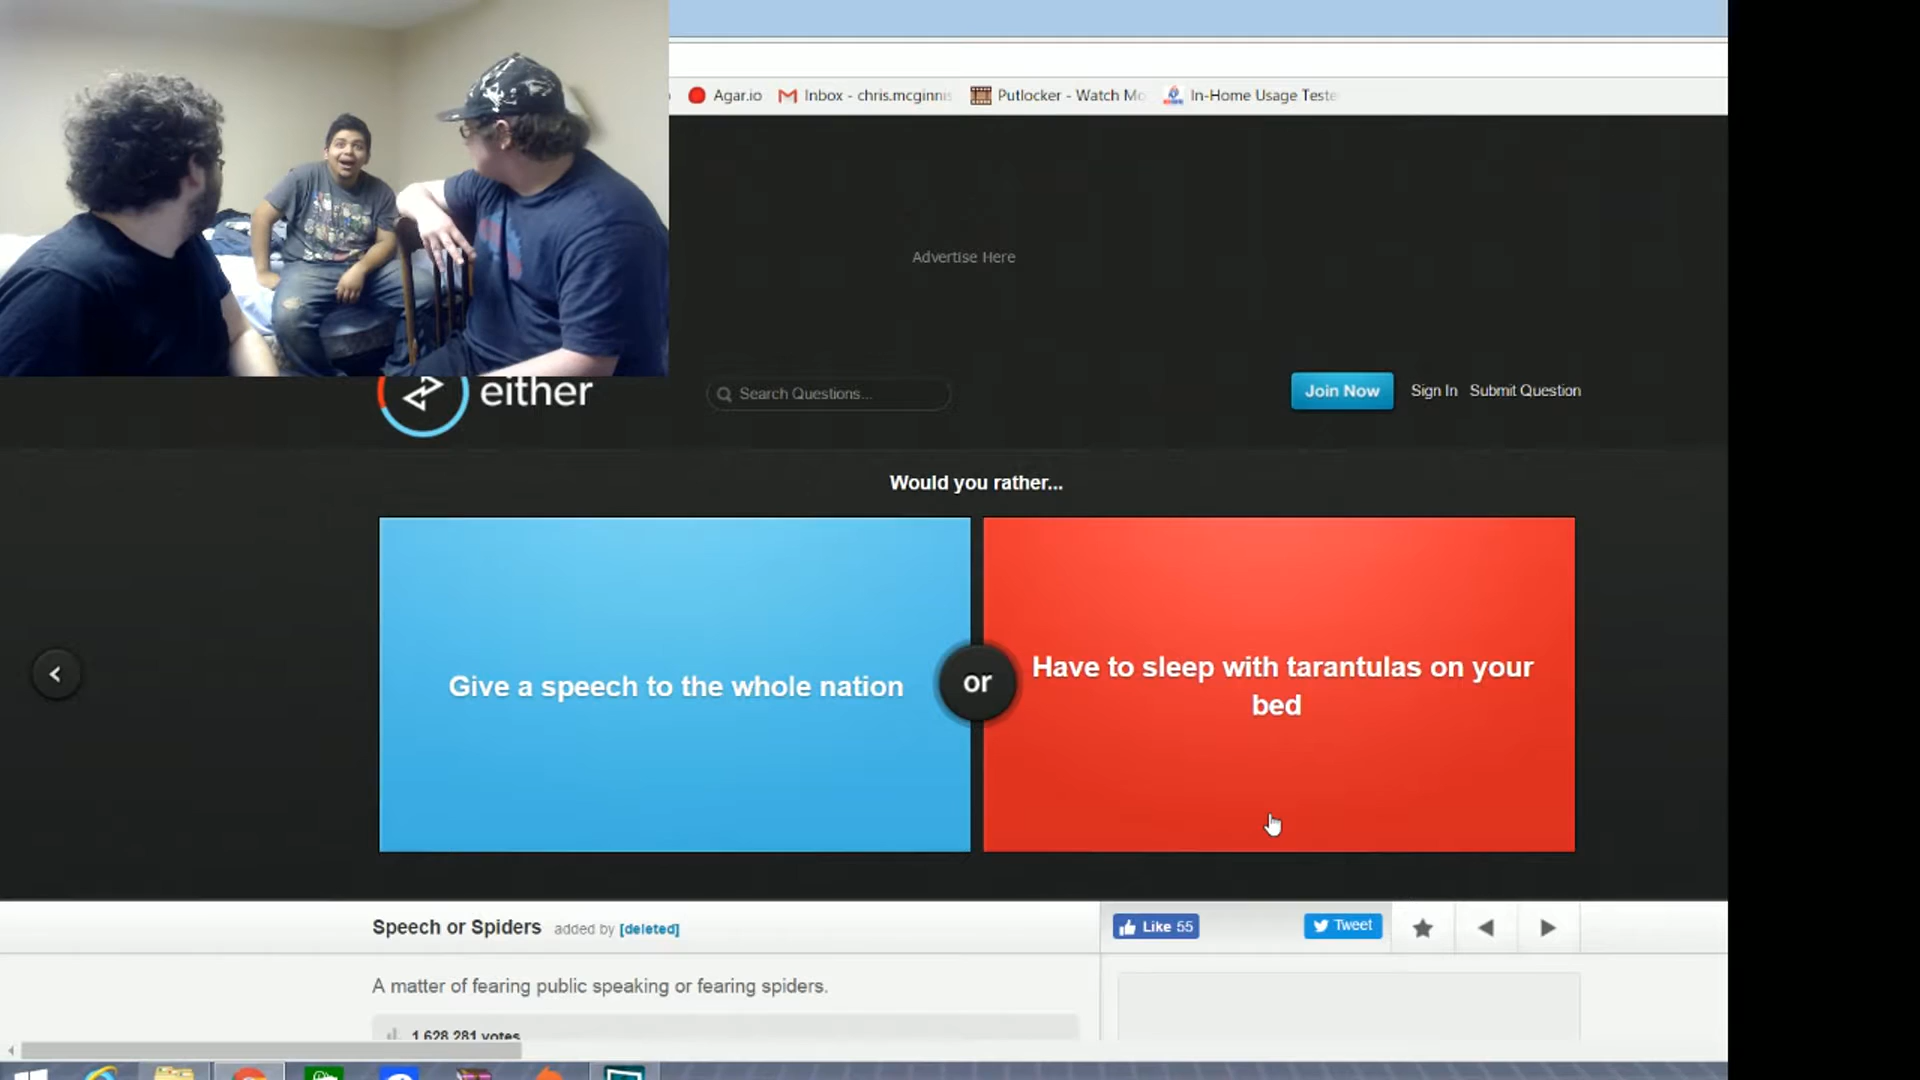 Agar.io
Inbox - chris.mcginnis
Putlocker - Watch Mo
In-Home Usage Teste
Advertise Here
either
Search Questions...
Join Now
Sign In
Submit Question
Would you rather...
Give a speech to the whole nation
or
Have to sleep with tarantulas on your
bed
Speech or Spiders
added by [deleted]
Like 55
Tweet
A matter of fearing public speaking or fearing spiders.
1,628,281 votes